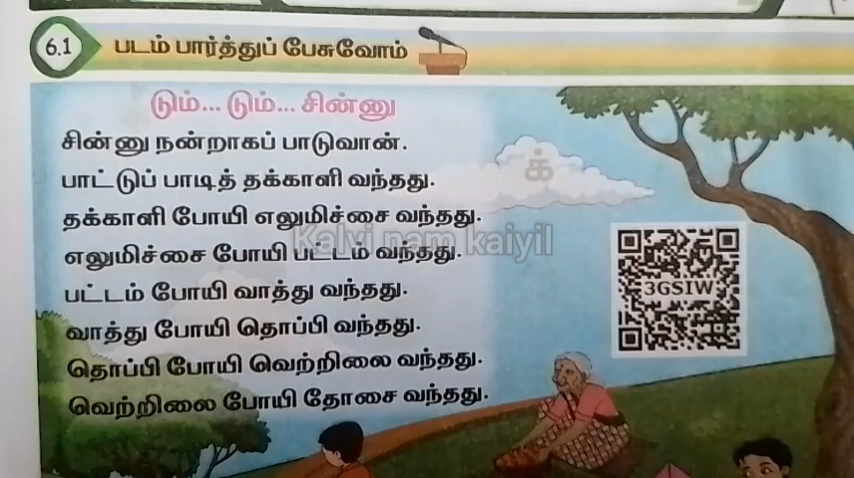 6.1 படம் பார்த்துப் பேசுவோம்
டும்... டும்... சின்னு
சின்னு நன்றாகப் பாடுவான்.
பாட்டுப் பாடித் தக்காளி வந்தது.
க்
தக்காளி போயி எலுமிச்சை வந்தது.
Kalvi nam kaiyil
எலுமிச்சை போயி பட்டம் வந்தது.
பட்டம் போயி வாத்து வந்தது.
3GSIW
வாத்து போயி தொப்பி வந்தது.
தொப்பி போயி வெற்றிலை வந்தது.
வெற்றிலை போயி தோசை வந்தது.